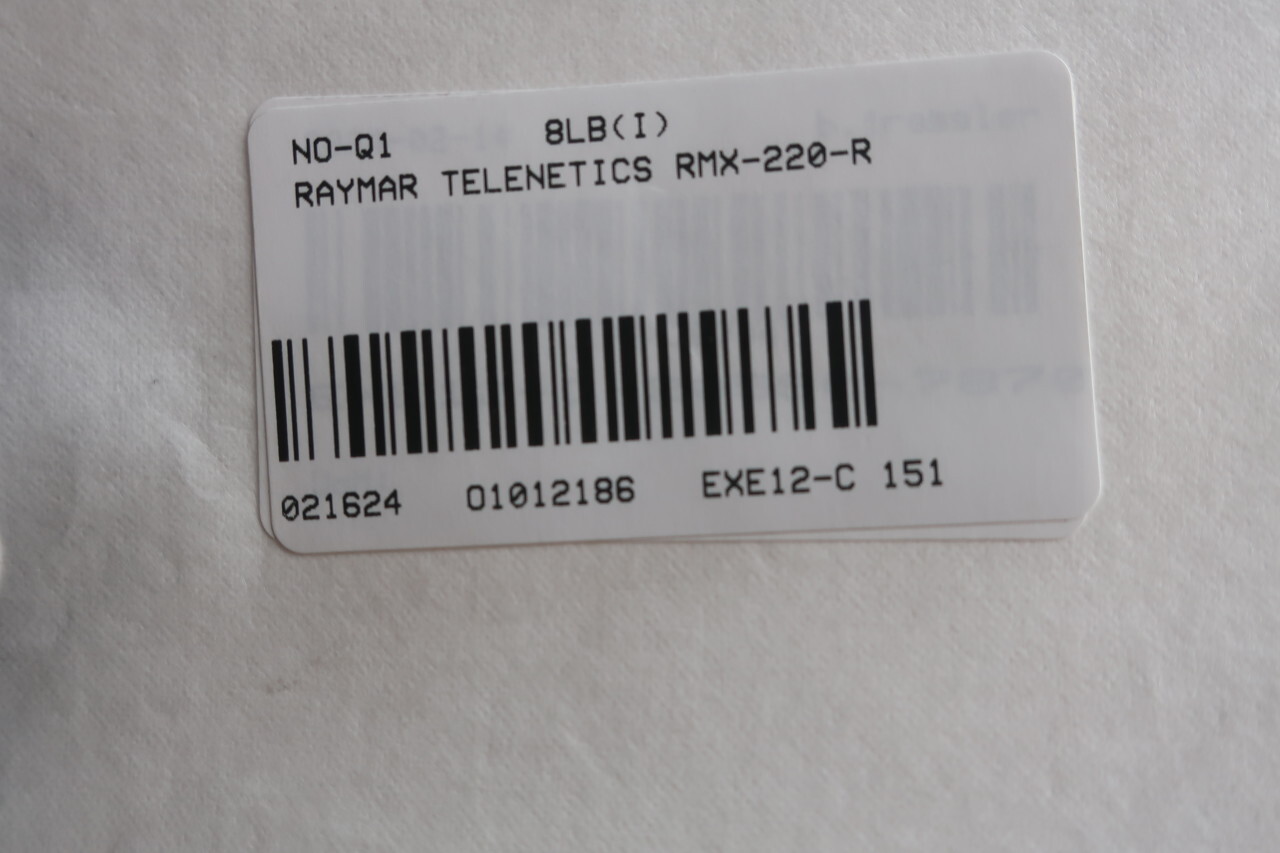 NO-Q1 8LB(I)
RAYMAR TELENETICS RMX-220-R
021624 01012186 EXE12-C 151